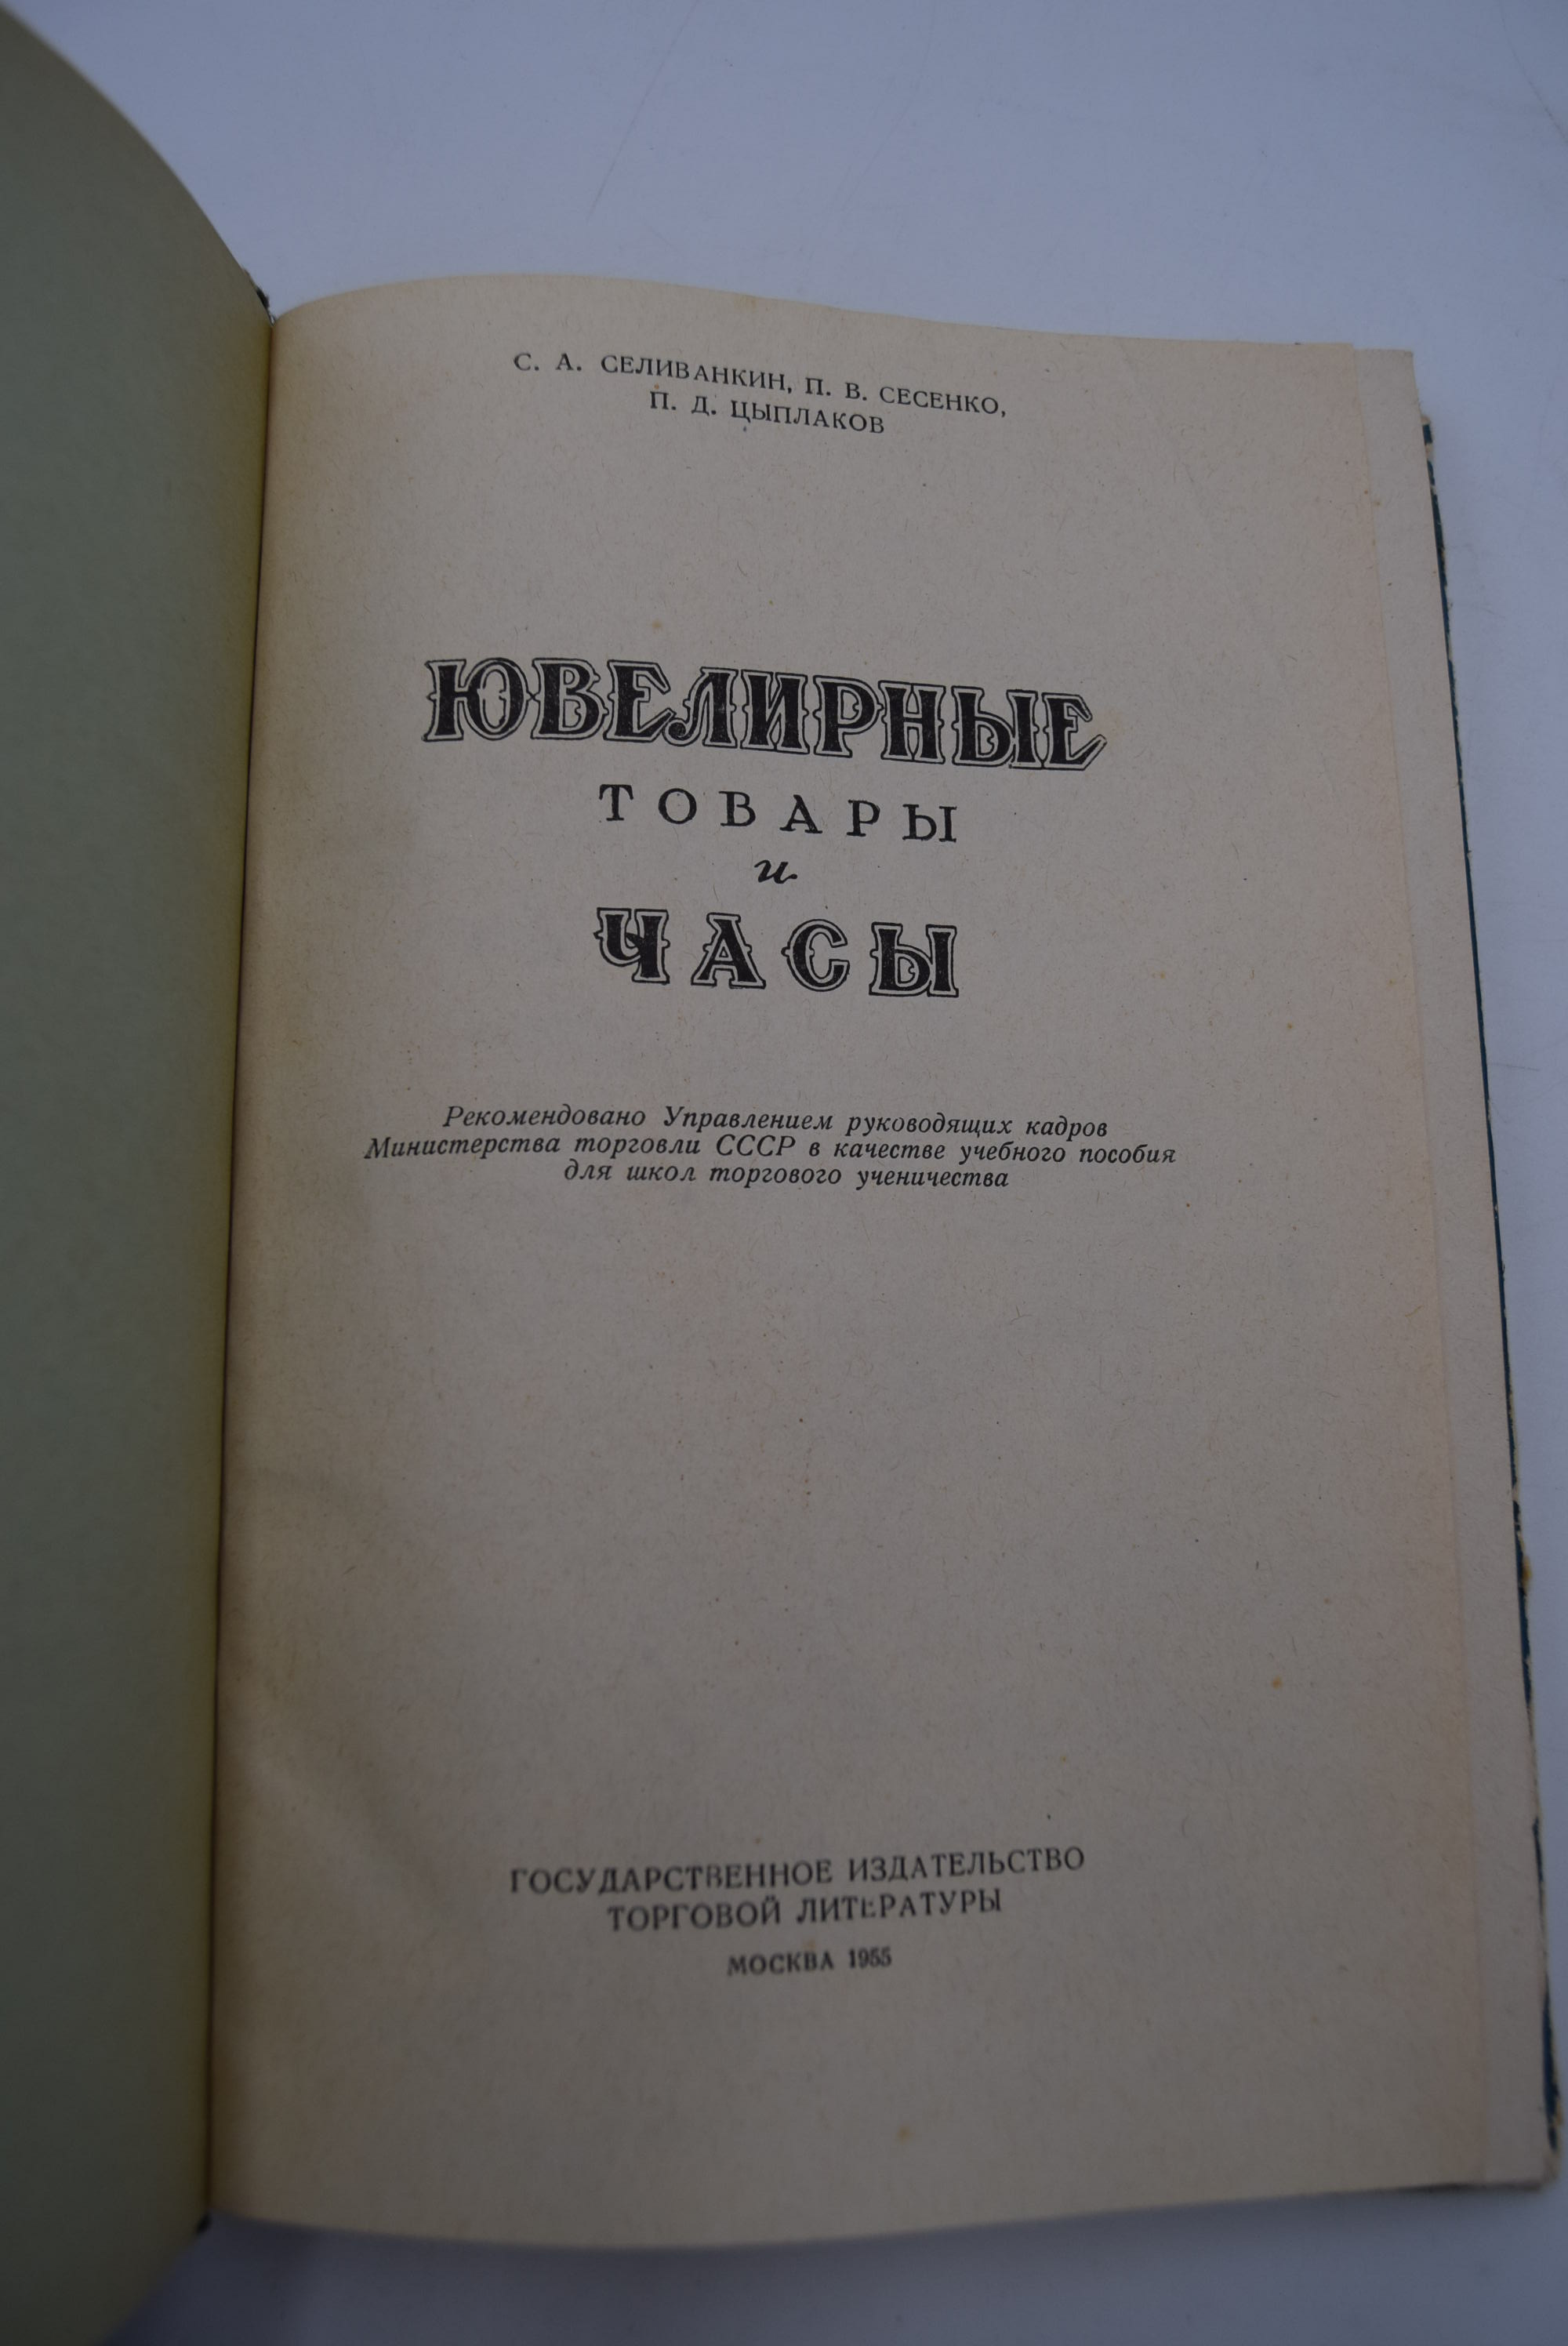 С. А. СЕЛИВАНКИН, П. В. СЕСЕНКО,
П. Д. ЦЫПЛАКОВ
ЮВЕЛИРНЫЕ
ТОВАРЫ
и
ЧАСЫ
Рекомендовано Управлением руководящих кадров
Министерства торговли СССР в качестве учебного пособия
для школ торгового ученичества
ГОСУДАРСТВЕННОЕ ИЗДАТЕЛЬСТВО
ТОРГОВОЙ ЛИТЕРАТУРЫ
МОСКВА 1955